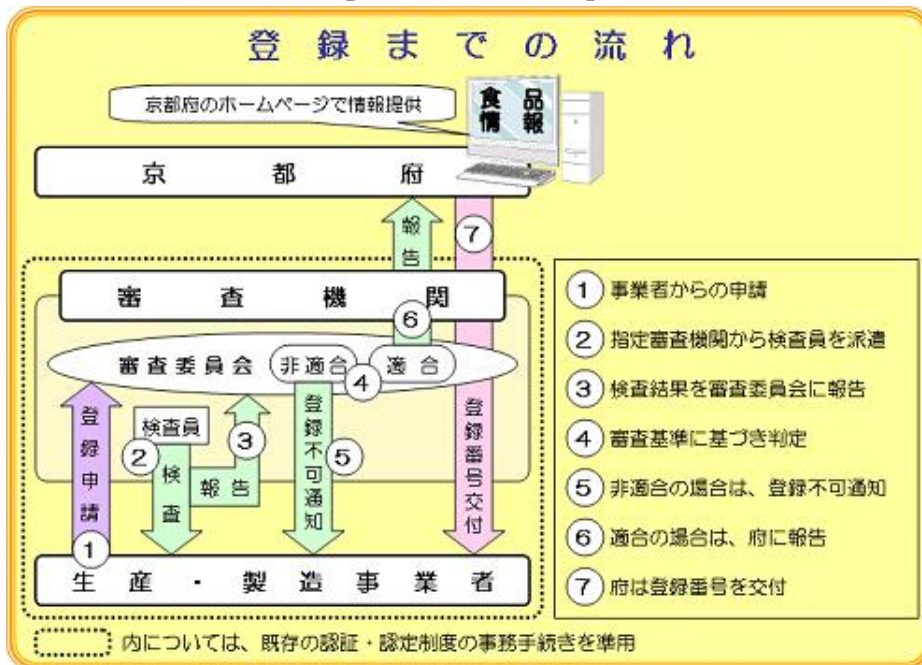 登録までの流れ
京都府のホームページで情報提供
食品
情報
京都府
報告
7
審査機関
6
審査委員会
非適合
4
適合
登録申請
1
検査員
2
検査
報告
3
登録不可通知
5
登録番号交付
生産・製造事業者
1 事業者からの申請
2 指定審査機関から検査員を派遣
3 検査結果を審査委員会に報告
4 審査基準に基づき判定
5 非適合の場合は、登録不可通知
6 適合の場合は、府に報告
7 府は登録番号を交付
内については、既存の認証・認定制度の事務手続きを準用